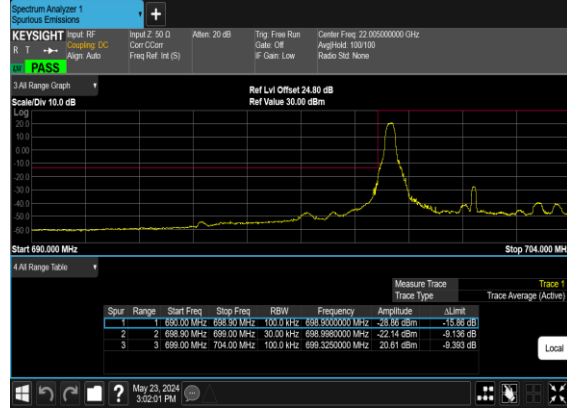 Spectrum Analyzer 1
Spurious Emissions
+
KEYSIGHT Input: RF Input Z: 50 Ω Atten: 20 dB Trig: Free Run Center Freq: 22.005000000 GHz
R T Coupling: DC Corr CCorr Gate: Off Avg|Hold: 100/100
Align: Auto Freq Ref: Int (S) IF Gain: Low Radio Std: None
LW PASS
3 All Range Graph
Ref Lvl Offset 24.80 dB
Scale/Div 10.0 dB Ref Value 30.00 dBm
Log
20.0
10.0
0.00
-10.0
-20.0
-30.0
-40.0
-50.0
-60.0
Start 690.000 MHz Stop 704.000 MH
4 All Range Table
Measure Trace Trace 1
Trace Type Trace Average (Active)
Spur Range Start Freq Stop Freq RBW Frequency Amplitude ΔLimit
1 1 690.00 MHz 698.90 MHz 100.0 kHz 698.9000000 MHz -28.86 dBm -15.86 dB
2 2 698.90 MHz 699.00 MHz 30.00 kHz 698.9980000 MHz -22.14 dBm -9.136 dB
3 3 699.00 MHz 704.00 MHz 100.0 kHz 699.3250000 MHz 20.61 dBm -9.393 dB
Local
? May 23, 2024
3:02:01 PM